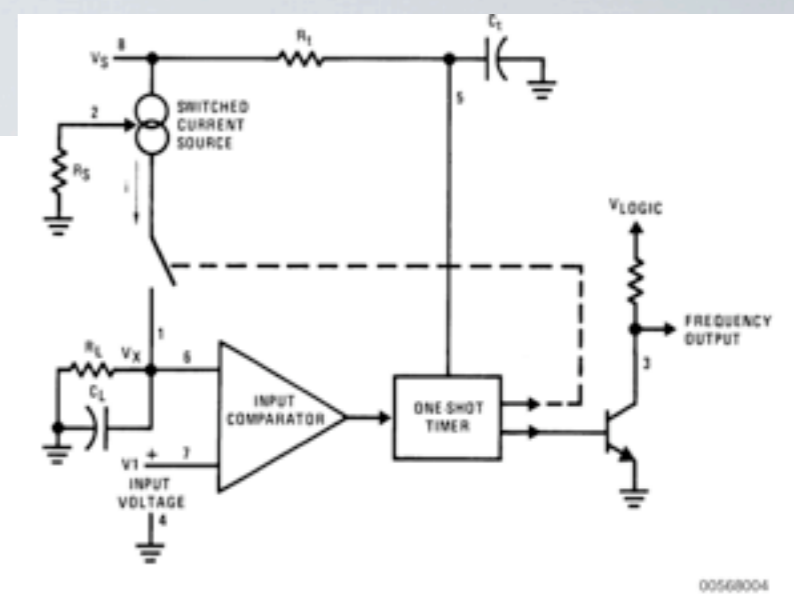 Vs 8
Rt
Ct
5
2
SWITCHED
CURRENT
SOURCE
Rs
i
VLOGIC
FREQUENCY
OUTPUT
3
1
RL
VX
6
CL
INPUT
COMPARATOR
ONE-SHOT
TIMER
V1 +
7
INPUT
VOLTAGE
4
00568004